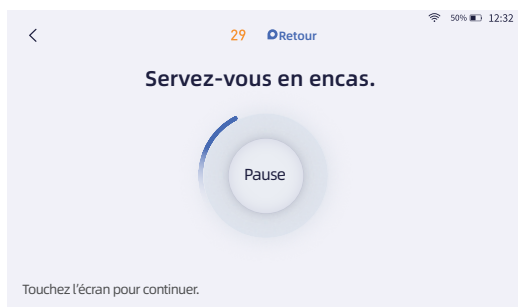 50% 12:32
29 Retour
Servez-vous en encas.
Pause
Touchez l'écran pour continuer.